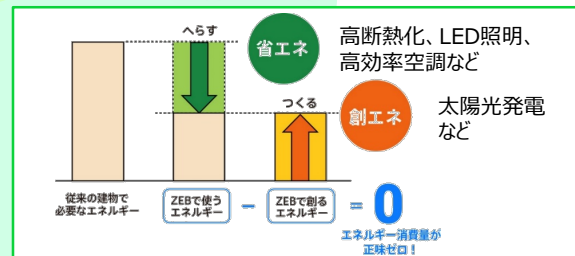 へらす
省エネ
高断熱化、LED照明、
高効率空調など
つくる
創エネ
太陽光発電
など
従来の建物で
必要なエネルギー
ZEBで使う
エネルギー
－
ZEBで創る
エネルギー
＝0
エネルギー消費量が
正味ゼロ！